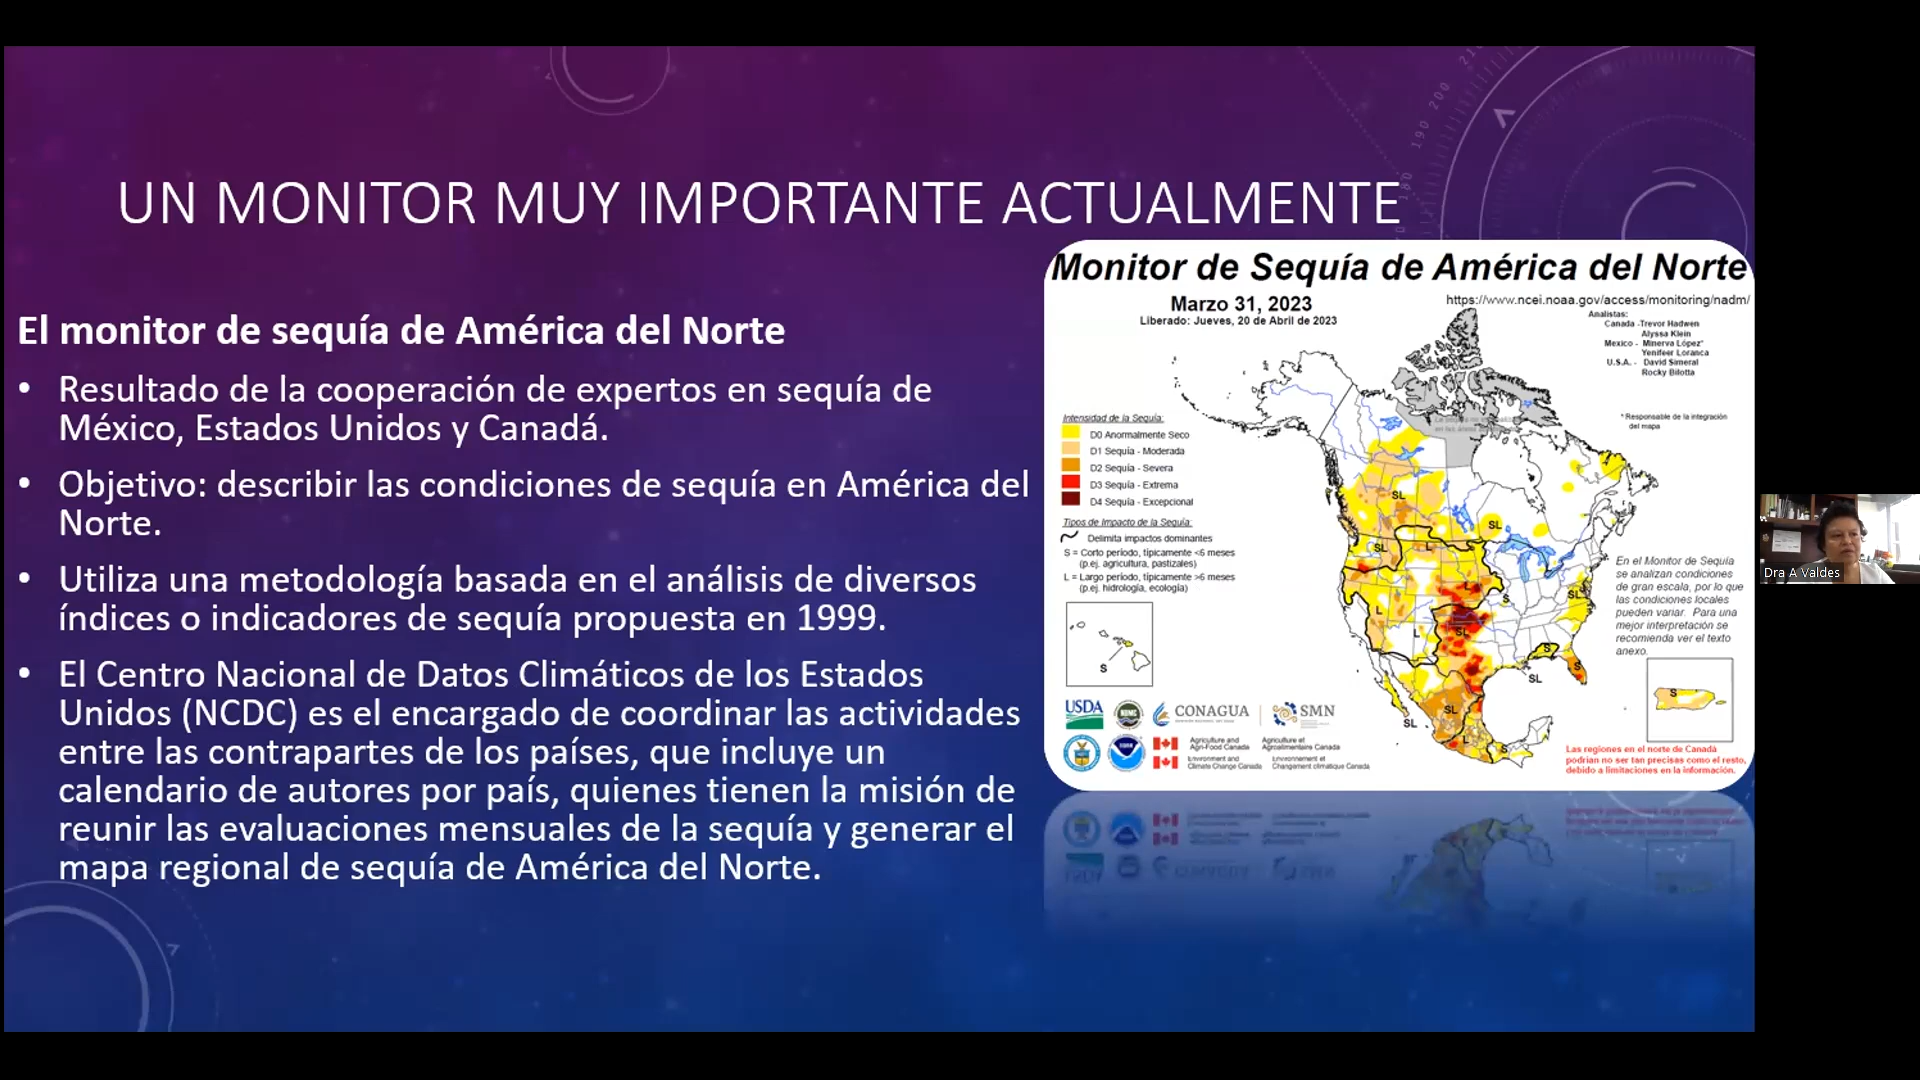 UN MONITOR MUY IMPORTANTE ACTUALMENTE
El monitor de sequía de América del Norte
• Resultado de la cooperación de expertos en sequía de
México, Estados Unidos y Canadá.
• Objetivo: describir las condiciones de sequía en América del
Norte.
• Utiliza una metodología basada en el análisis de diversos
índices o indicadores de sequía propuesta en 1999.
• El Centro Nacional de Datos Climáticos de los Estados
Unidos (NCDC) es el encargado de coordinar las actividades
entre las contrapartes de los países, que incluye un
calendario de autores por país, quienes tienen la misión de
reunir las evaluaciones mensuales de la sequía y generar el
mapa regional de sequía de América del Norte.
Monitor de Sequía de América del Norte
Marzo 31, 2023
Liberado: Jueves, 20 de Abril de 2023
https://www.ncei.noaa.gov/access/monitoring/nadm/
Analistas:
Canada -Trevor Hadwen
Alyssa Klein
Mexico - Minerva López*
Yenifeer Loranca
U.S.A. - David Simeral
Rocky Bilotta
* Responsable de la integración
del mapa
Intensidad de la Sequía:
D0 Anormalmente Seco
D1 Sequía - Moderada
D2 Sequía - Severa
D3 Sequía - Extrema
D4 Sequía - Excepcional
Tipos de Impacto de la Sequía:
Delimita impactos dominantes
S = Corto período, típicamente <6 meses
(p.ej. agricultura, pastizales)
L = Largo período, típicamente >6 meses
(p.ej. hidrología, ecología)
SL
SL
SL
SL
S
L
L
SL
S
S
SL
S
SL
SL
L
S
S
S
En el Monitor de Sequía
se analizan condiciones
de gran escala, por lo que
las condiciones locales
pueden variar. Para una
mejor interpretación se
recomienda ver el texto
anexo.
USDA
CONAGUA
SMN
Agriculture and
Agri-Food Canada
Agriculture et
Agroalimentaire Canada
Environment and
Climate Change Canada
Environnement et
Changement climatique Canada
Las regiones en el norte de Canadá
podrían no ser tan precisas como el resto,
debido a limitaciones en la información.
Dra A Valdes
190 200 210
180